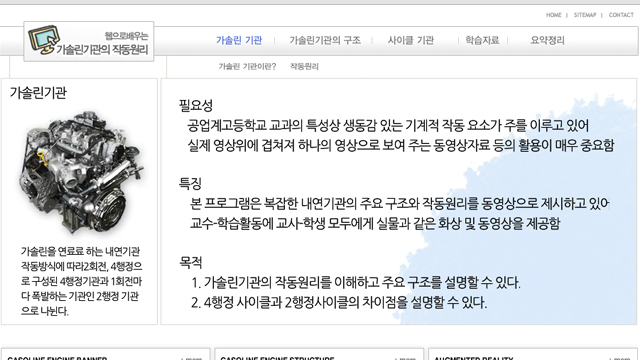 HOME | SITEMAP | CONTACT
웹으로배우는
가솔린기관의 작동원리
가솔린 기관 가솔린기관의 구조 사이클 기관 학습자료 요약정리
가솔린 기관이란? 작동원리
가솔린기관
가솔린을 연료료 하는 내연기관
작동방식에 따라2회전, 4행정으
로 구성된 4행정기관과 1회전마
다 폭발하는 기관인 2행정 기관
으로 나뉜다.
필요성
공업계고등학교 교과의 특성상 생동감 있는 기계적 작동 요소가 주를 이루고 있어
실제 영상위에 겹쳐져 하나의 영상으로 보여 주는 동영상자료 등의 활용이 매우 중요함
특징
본 프로그램은 복잡한 내연기관의 주요 구조와 작동원리를 동영상으로 제시하고 있어
교수-학습활동에 교사-학생 모두에게 실물과 같은 화상 및 동영상을 제공함
목적
1. 가솔린기관의 작동원리를 이해하고 주요 구조를 설명할 수 있다.
2. 4행정 사이클과 2행정사이클의 차이점을 설명할 수 있다.
GASOLINE ENGINE BANNER GASOLINE ENGINE STRUCTURE AUGMENTED REALITY